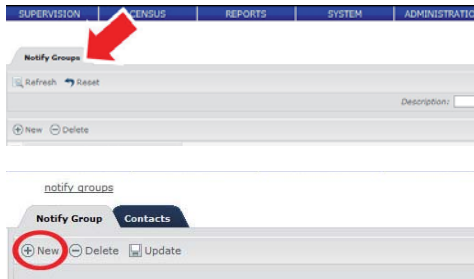 SUPERVISION CENSUS REPORTS SYSTEM ADMINISTRATIO
Notify Groups
Refresh Reset
Description:
New Delete
notify groups
Notify Group Contacts
New Delete Update